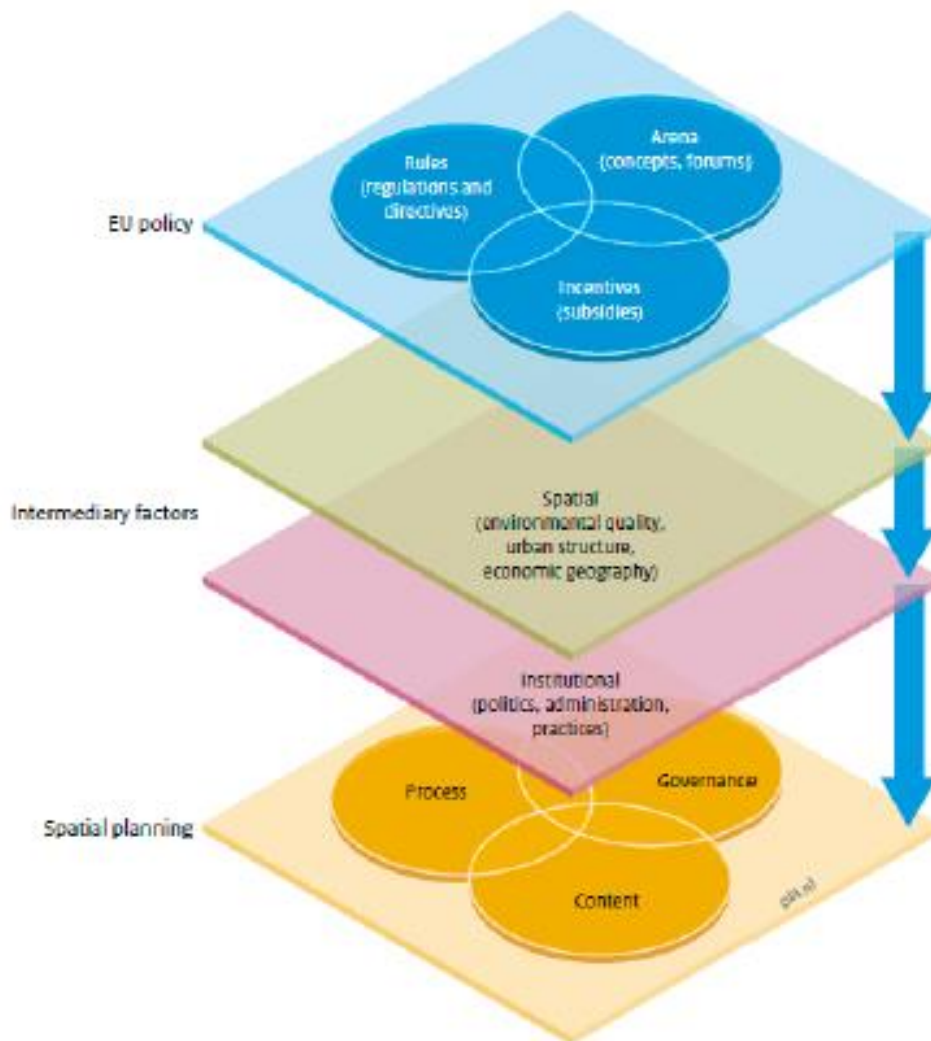 Arena
(concepts, forums)
Rules
(regulations and
directives)
EU policy
Incentives
(subsidies)
Spatial
(environmental quality,
urban structure,
economic geography)
Intermediary factors
Institutional
(politics, administration,
practices)
Process
Governance
Spatial planning
Content
pbl.nl